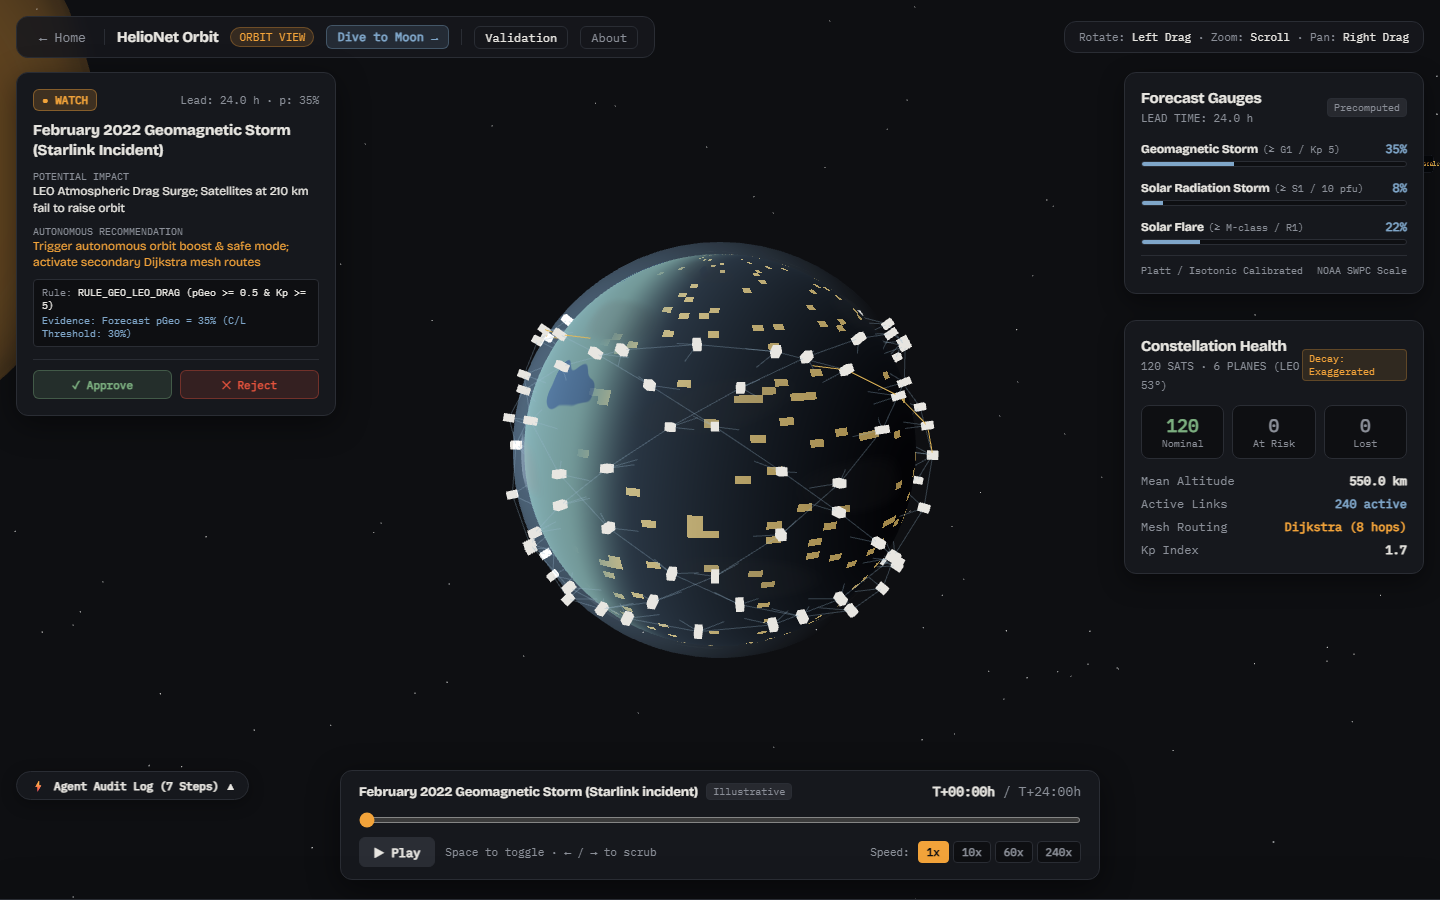 ← Home
HelioNet Orbit
ORBIT VIEW
Dive to Moon →
Validation
About
Rotate: Left Drag · Zoom: Scroll · Pan: Right Drag
• WATCH
Lead: 24.0 h · p: 35%
February 2022 Geomagnetic Storm
(Starlink Incident)
POTENTIAL IMPACT
LEO Atmospheric Drag Surge; Satellites at 210 km
fail to raise orbit
AUTONOMOUS RECOMMENDATION
Trigger autonomous orbit boost & safe mode;
activate secondary Dijkstra mesh routes
Rule: RULE_GEO_LEO_DRAG (pGeo >= 0.5 & Kp >=
5)
Evidence: Forecast pGeo = 35% (C/L
Threshold: 30%)
✓ Approve
✕ Reject
Forecast Gauges
LEAD TIME: 24.0 h
Precomputed
Geomagnetic Storm (≥ G1 / Kp 5) 35%
Solar Radiation Storm (≥ S1 / 10 pfu) 8%
Solar Flare (≥ M-class / R1) 22%
Platt / Isotonic Calibrated NOAA SWPC Scale
Constellation Health
120 SATS · 6 PLANES (LEO
53°)
Decay:
Exaggerated
120
Nominal
0
At Risk
0
Lost
Mean Altitude 550.0 km
Active Links 240 active
Mesh Routing Dijkstra (8 hops)
Kp Index 1.7
Agent Audit Log (7 Steps) ▲
February 2022 Geomagnetic Storm (Starlink incident)
Illustrative
T+00:00h / T+24:00h
▶ Play
Space to toggle · ← / → to scrub
Speed: 1x 10x 60x 240x